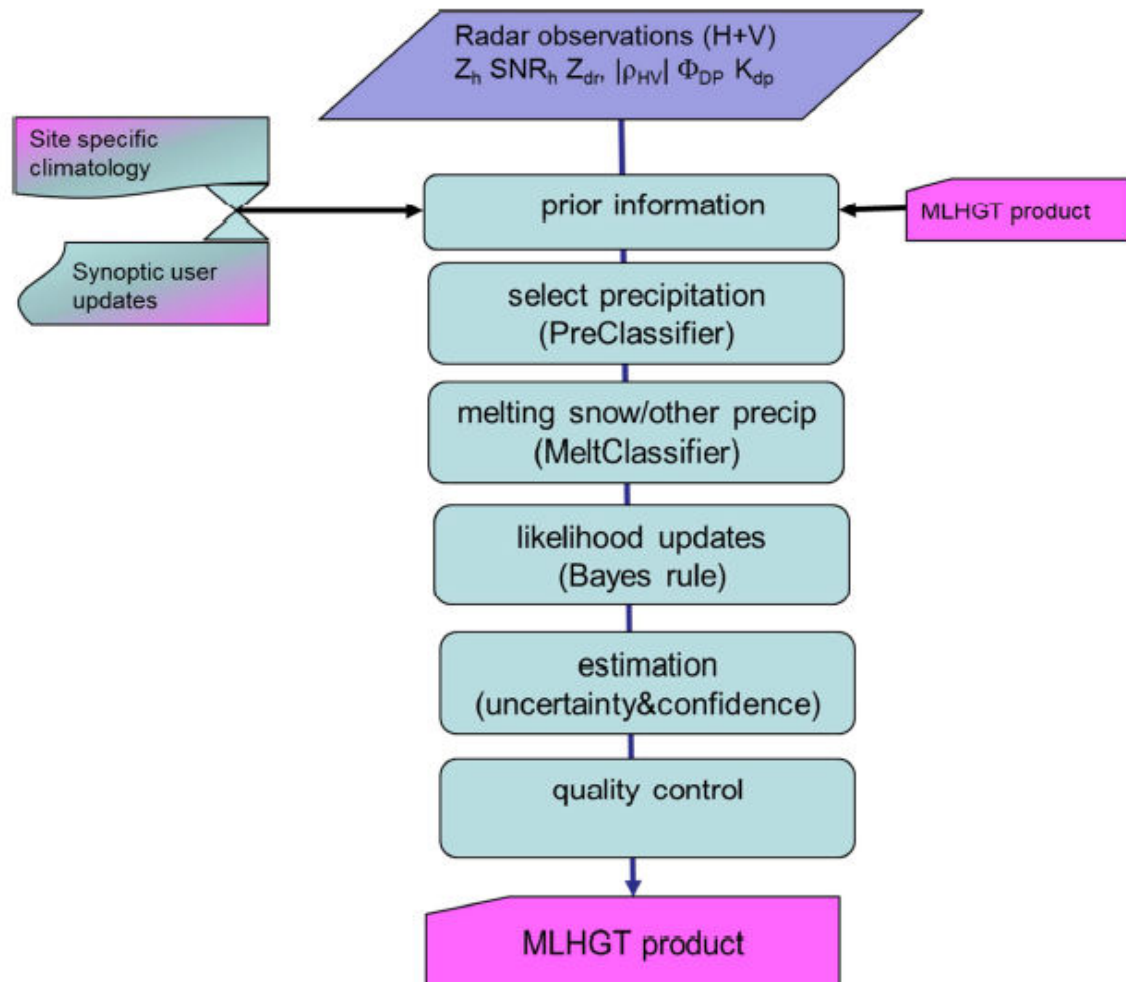 Radar observations (H+V)
Zh SNRh Zdr, |ρHV| ΦDP Kdp
Site specific
climatology
prior information
MLHGT product
Synoptic user
updates
select precipitation
(PreClassifier)
melting snow/other precip
(MeltClassifier)
likelihood updates
(Bayes rule)
estimation
(uncertainty&confidence)
quality control
MLHGT product